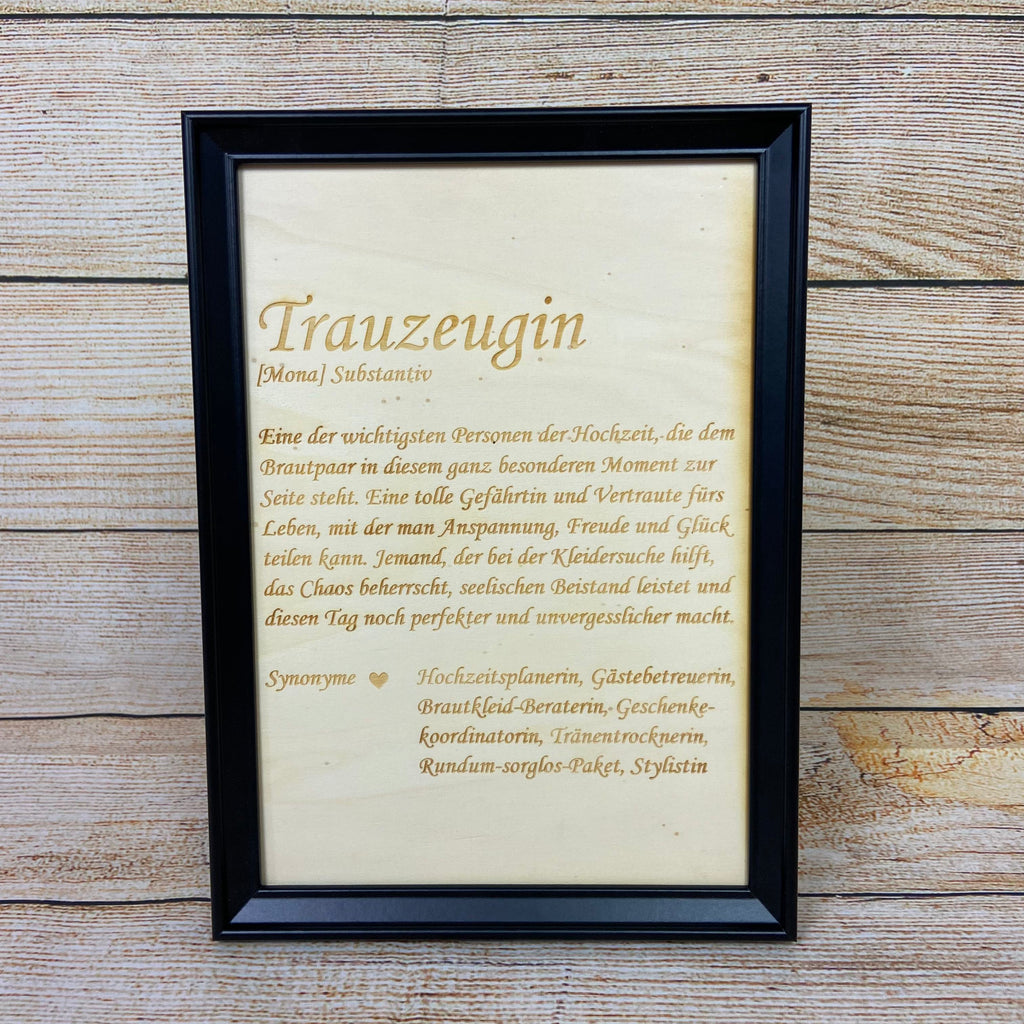 Trauzeugin
[Mona] Substantiv
Eine der wichtigsten Personen der Hochzeit, die dem
Brautpaar in diesem ganz besonderen Moment zur
Seite steht. Eine tolle Gefährtin und Vertraute fürs
Leben, mit der man Anspannung, Freude und Glück
teilen kann. Jemand, der bei der Kleidersuche hilft,
das Chaos beherrscht, seelischen Beistand leistet und
diesen Tag noch perfekter und unvergesslicher macht.
Synonyme ♥ Hochzeitsplanerin, Gästebetreuerin,
Brautkleid-Beraterin, Geschenke-
koordinatorin, Tränentrocknerin,
Rundum-sorglos-Paket, Stylistin